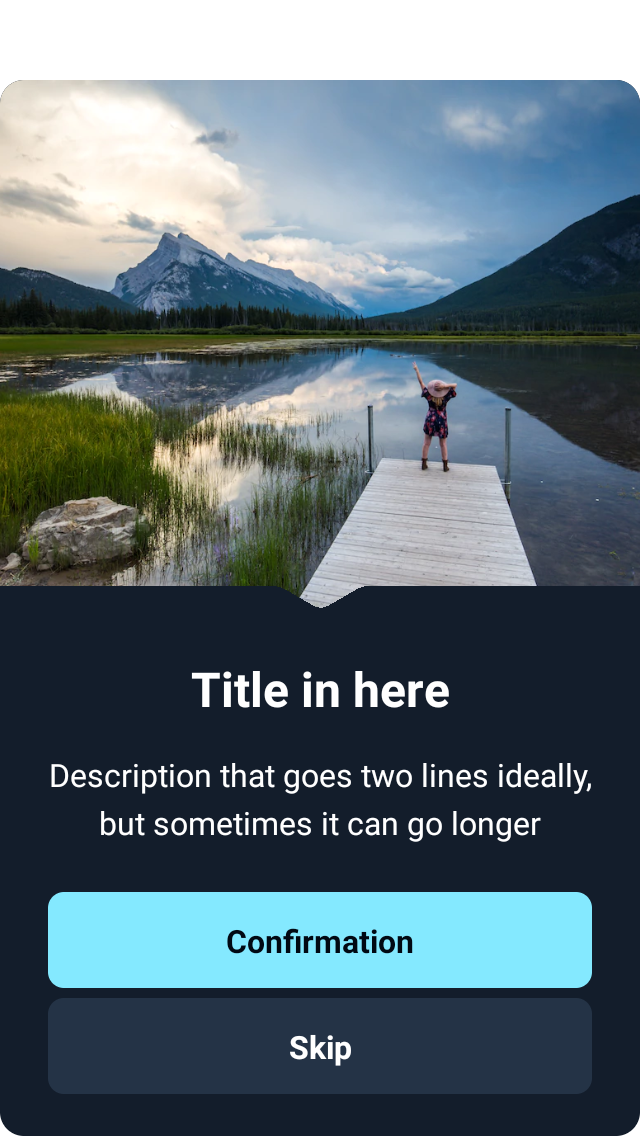 Title in here
Description that goes two lines ideally,
but sometimes it can go longer
Confirmation
Skip